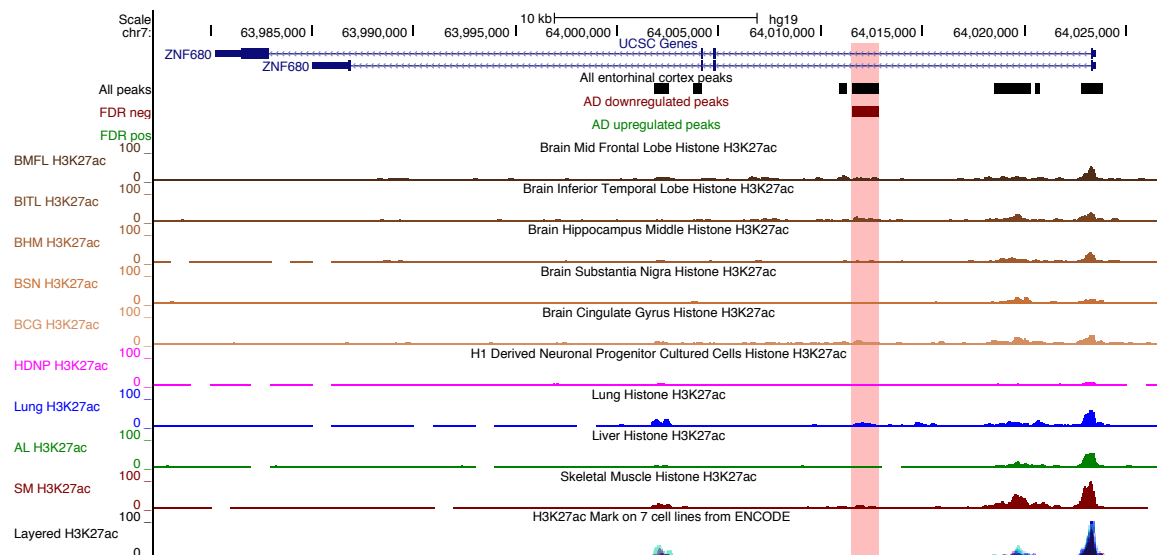 Scale 10 kb hg19
chr7: 63,985,000 63,990,000 63,995,000 64,000,000 64,005,000 64,010,000 64,015,000 64,020,000 64,025,000
UCSC Genes
ZNF680
ZNF680
All entorhinal cortex peaks
All peaks
AD downregulated peaks
FDR neg
AD upregulated peaks
FDR pos
Brain Mid Frontal Lobe Histone H3K27ac
100
BMFL H3K27ac
0
Brain Inferior Temporal Lobe Histone H3K27ac
100
BITL H3K27ac
0
Brain Hippocampus Middle Histone H3K27ac
100
BHM H3K27ac
0
Brain Substantia Nigra Histone H3K27ac
100
BSN H3K27ac
0
Brain Cingulate Gyrus Histone H3K27ac
100
BCG H3K27ac
0
H1 Derived Neuronal Progenitor Cultured Cells Histone H3K27ac
100
HDNP H3K27ac
0
Lung Histone H3K27ac
100
Lung H3K27ac
0
Liver Histone H3K27ac
100
AL H3K27ac
0
Skeletal Muscle Histone H3K27ac
100
SM H3K27ac
0
H3K27ac Mark on 7 cell lines from ENCODE
100
Layered H3K27ac
0